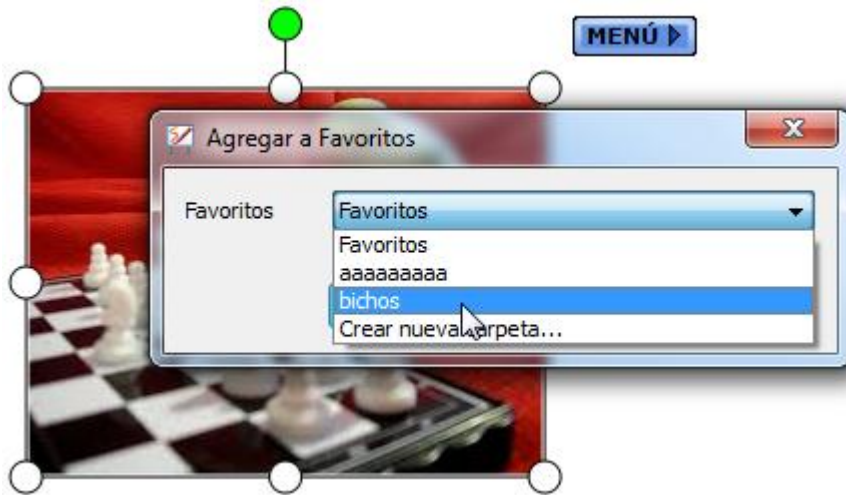 MENÚ
Agregar a Favoritos
Favoritos
Favoritos
Favoritos
aaaaaaaaa
bichos
Crear nueva carpeta...